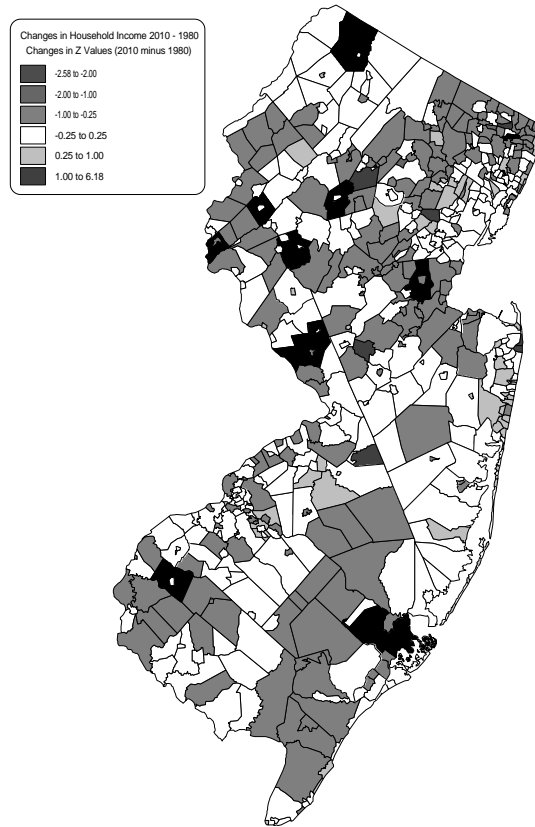 Changes in Household Income 2010 - 1980
Changes in Z Values (2010 minus 1980)
-2.58 to -2.00
-2.00 to -1.00
-1.00 to -0.25
-0.25 to 0.25
0.25 to 1.00
1.00 to 6.18